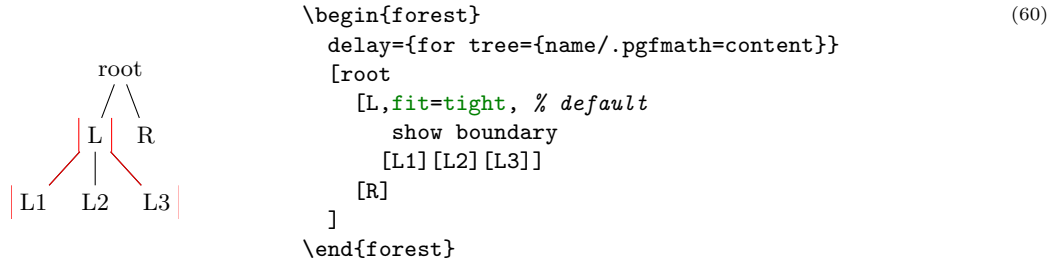 root
L R
L1 L2 L3
\begin{forest} (60)
  delay={for tree={name/.pgfmath=content}}
  [root
    [L,fit=tight, % default
       show boundary
      [L1][L2][L3]]
    [R]
  ]
\end{forest}